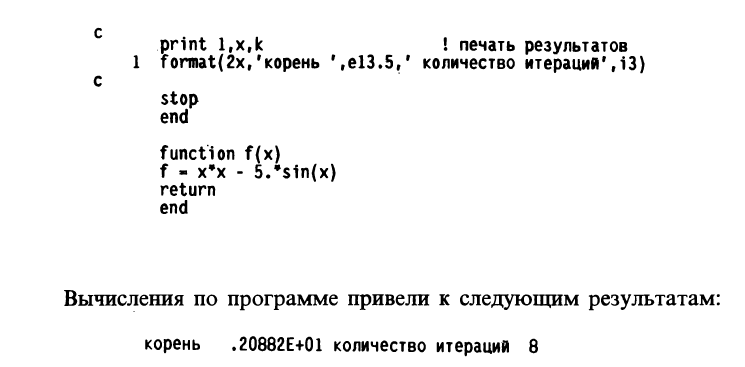 c
print 1,x,k ! печать результатов
1 format(2x,'корень ',e13.5,' количество итераций',i3)
c
stop
end
function f(x)
f = x*x - 5.*sin(x)
return
end
Вычисления по программе привели к следующим результатам:
корень .20882E+01 количество итераций 8